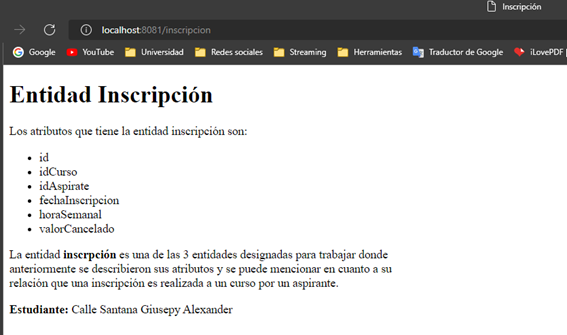 Inscripción
localhost:8081/inscripcion
Google YouTube Universidad Redes sociales Streaming Herramientas Traductor de Google iLovePDF |
Entidad Inscripción
Los atributos que tiene la entidad inscripción son:
id
idCurso
idAspirate
fechaInscripcion
horaSemanal
valorCancelado
La entidad inscrpción es una de las 3 entidades designadas para trabajar donde
anteriormente se describieron sus atributos y se puede mencionar en cuanto a su
relación que una inscripción es realizada a un curso por un aspirante.
Estudiante: Calle Santana Giusepy Alexander